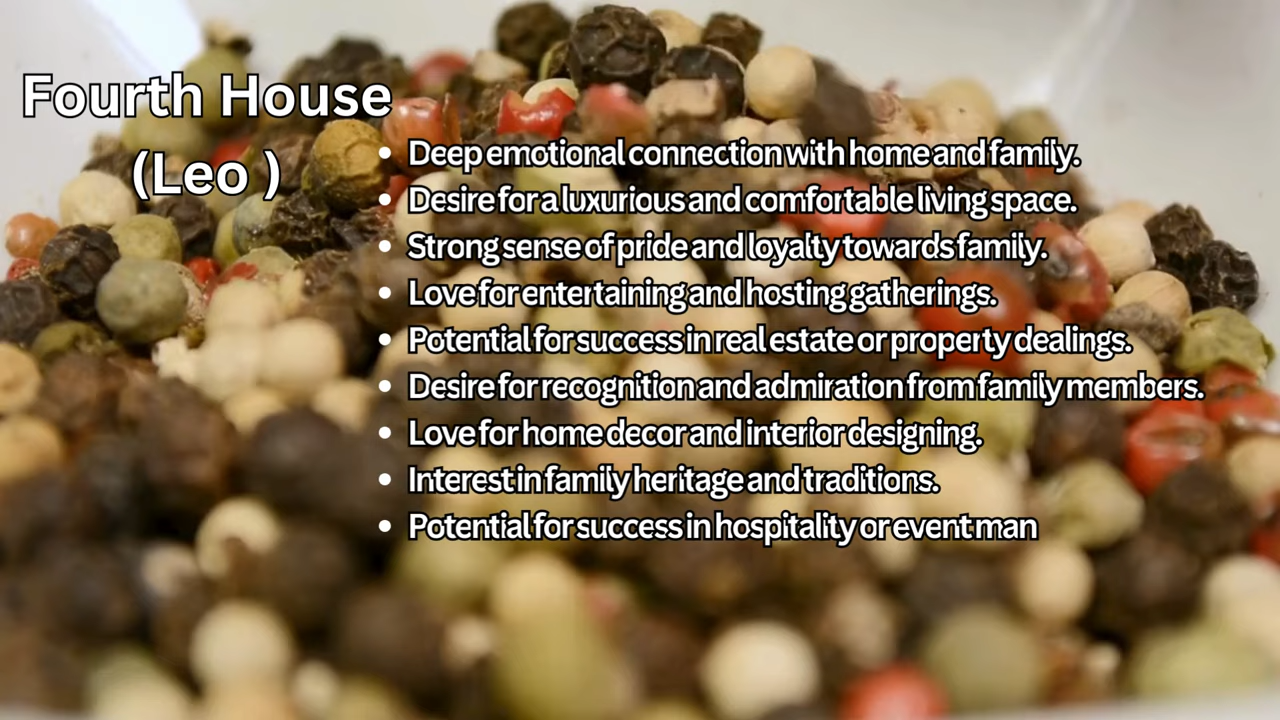 Fourth House
(Leo )
• Deep emotional connection with home and family.
• Desire for a luxurious and comfortable living space.
• Strong sense of pride and loyalty towards family.
• Love for entertaining and hosting gatherings.
• Potential for success in real estate or property dealings.
• Desire for recognition and admiration from family members.
• Love for home decor and interior designing.
• Interest in family heritage and traditions.
• Potential for success in hospitality or event man